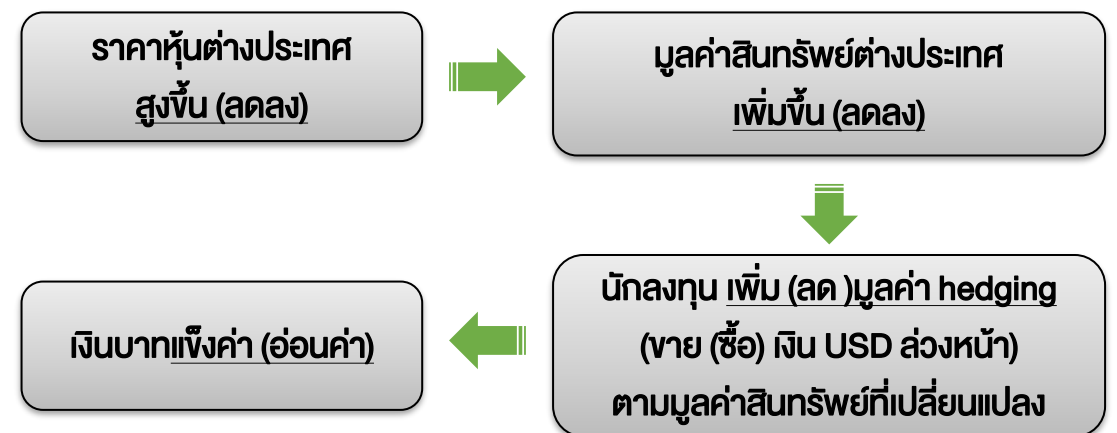 ราคาหุ้นต่างประเทศ
สูงขึ้น (ลดลง)
มูลค่าสินทรัพย์ต่างประเทศ
เพิ่มขึ้น (ลดลง)
นักลงทุน เพิ่ม (ลด )มูลค่า hedging
(ขาย (ซื้อ) เงิน USD ล่วงหน้า)
ตามมูลค่าสินทรัพย์ที่เปลี่ยนแปลง
เงินบาทแข็งค่า (อ่อนค่า)